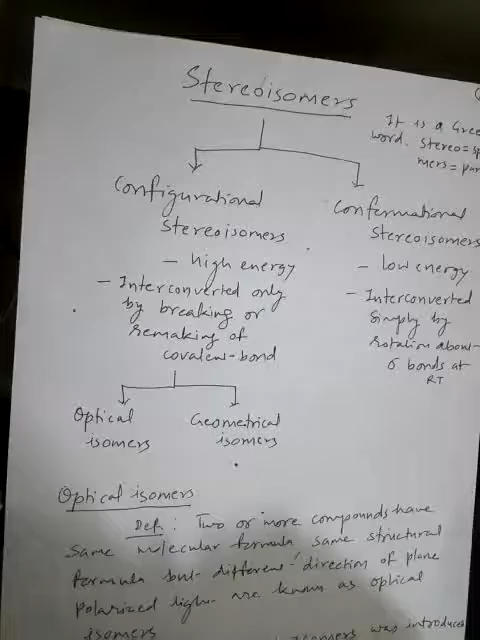 Stereoisomers
It is a Gree
word. Stereo = sp
mers = par
Configurational
Stereoisomers
- high energy
- Interconverted only
by breaking or
remaking of
covalent bond
Conformational
Stereoisomers
- low energy
- Interconverted
simply by
rotation about
σ bonds at
RT
Optical
isomers
Geometrical
isomers
Optical isomers
Def: Two or more compounds have
same molecular formula same structural
formula but different direction of plane
polarized light are known as optical
isomers
isomers was introduced